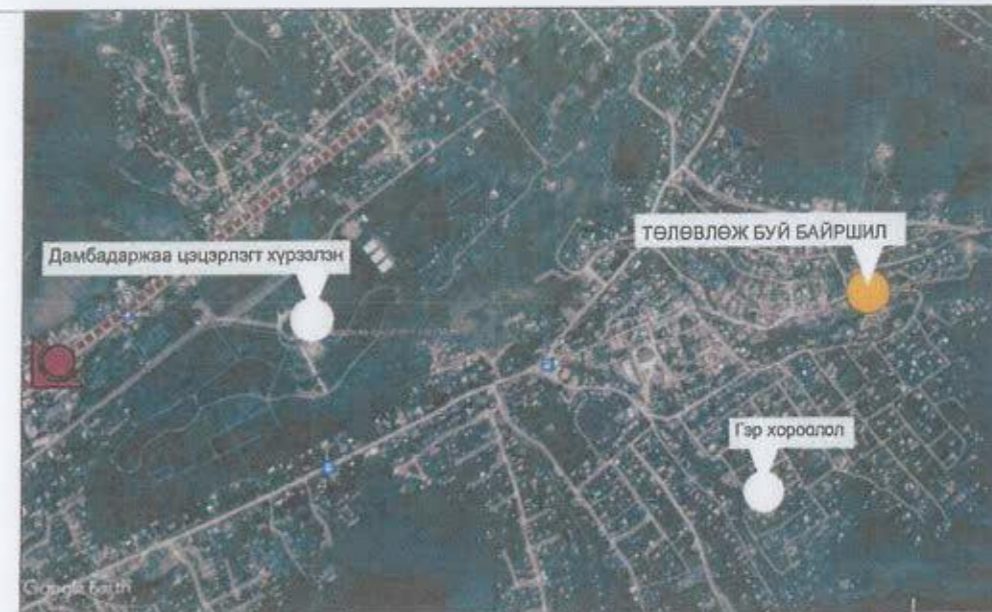 ТӨЛӨВЛӨЖ БУЙ БАЙРШИЛ
Дамбадаржаа цэцэрлэгт хүрээлэн
Гэр хороолол
Google Earth